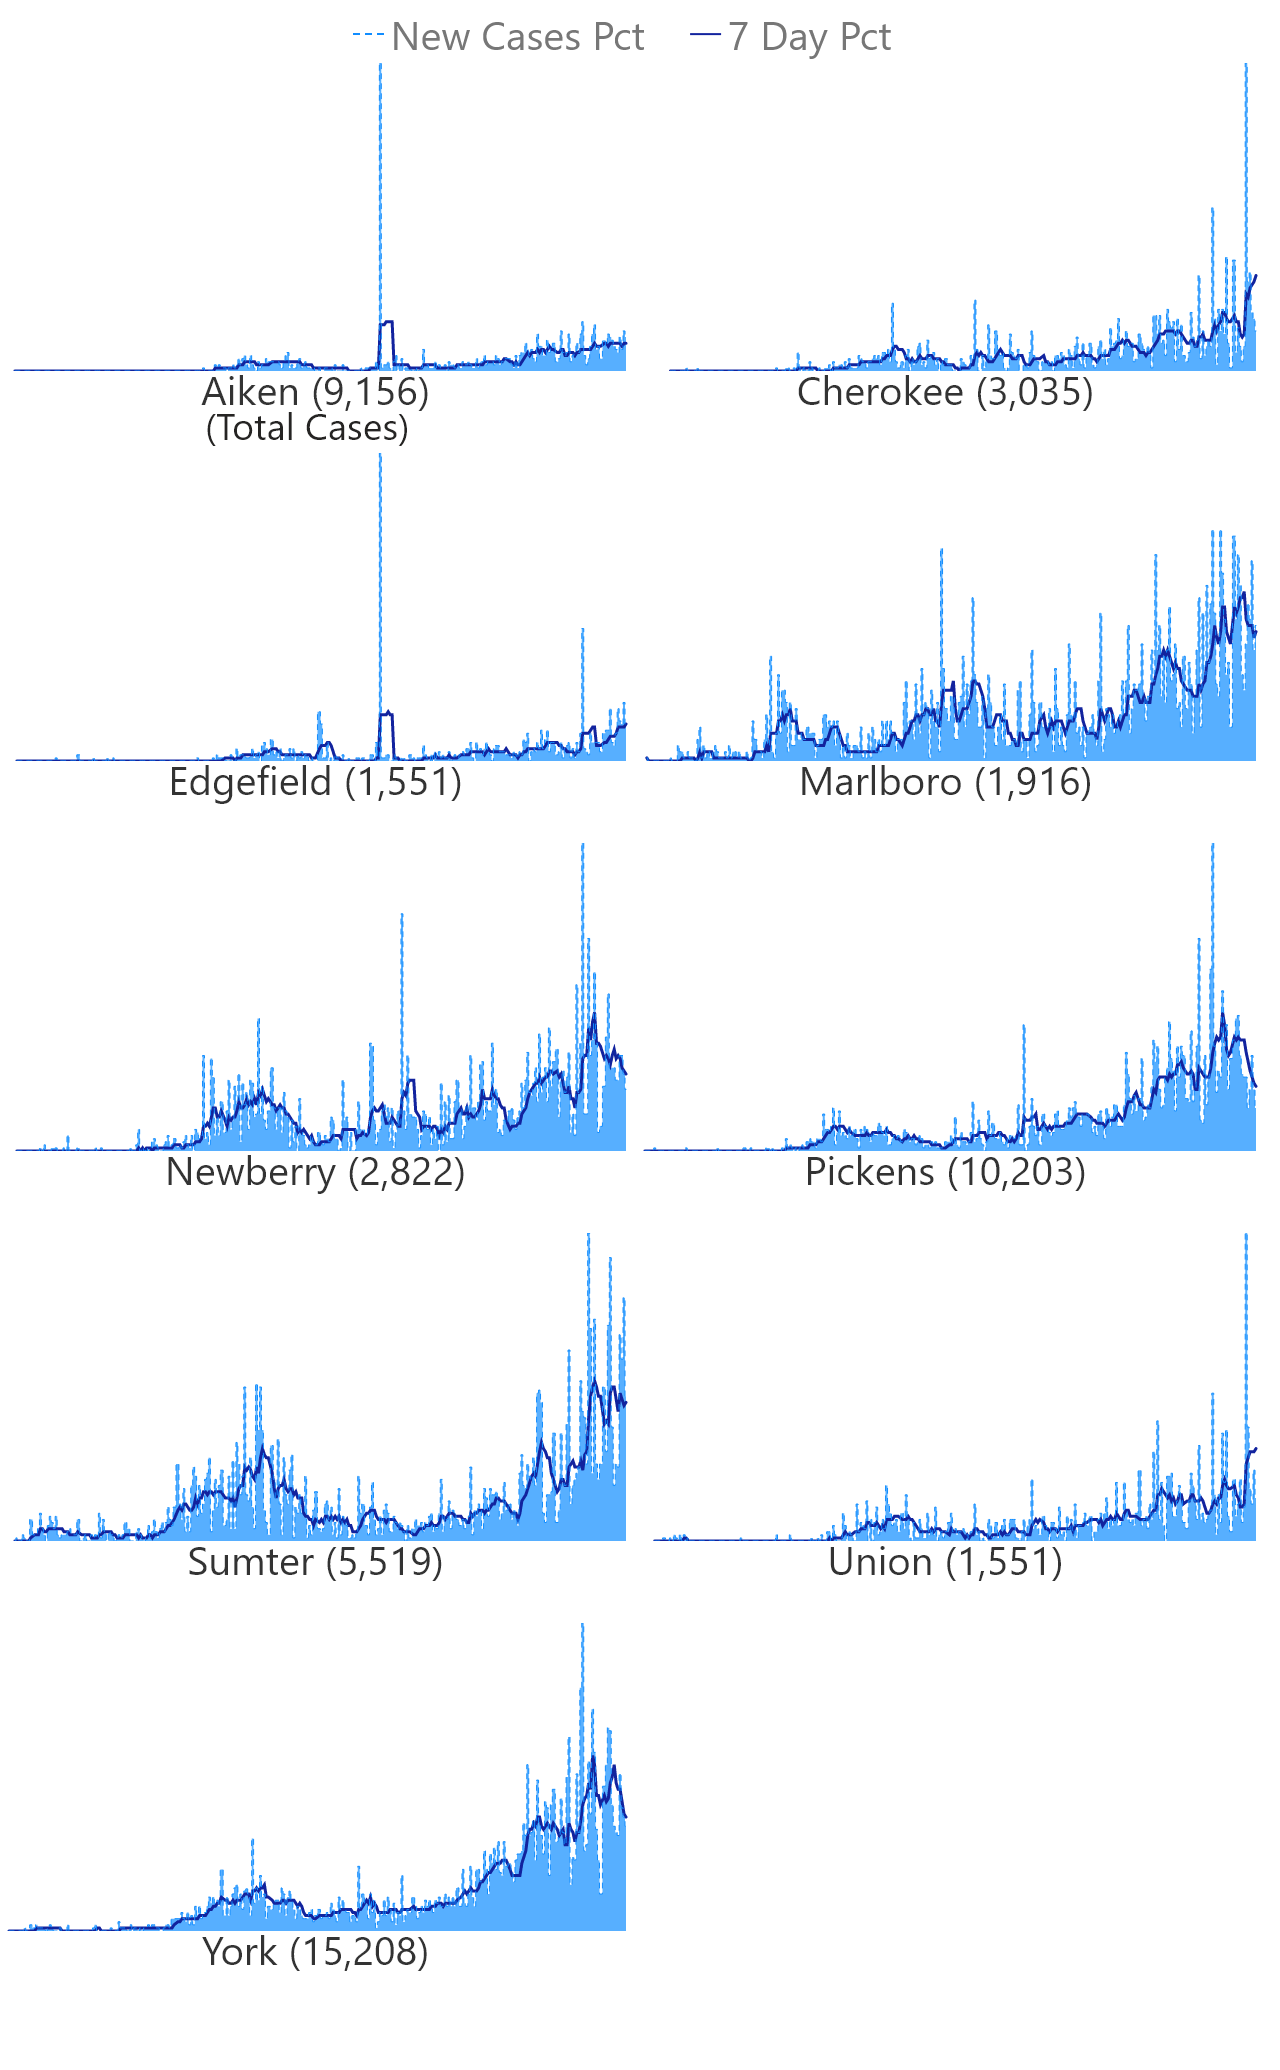 New Cases Pct 7 Day Pct
Aiken (9,156) Cherokee (3,035)
(Total Cases)
Edgefield (1,551) Marlboro (1,916)
Newberry (2,822) Pickens (10,203)
Sumter (5,519) Union (1,551)
York (15,208)